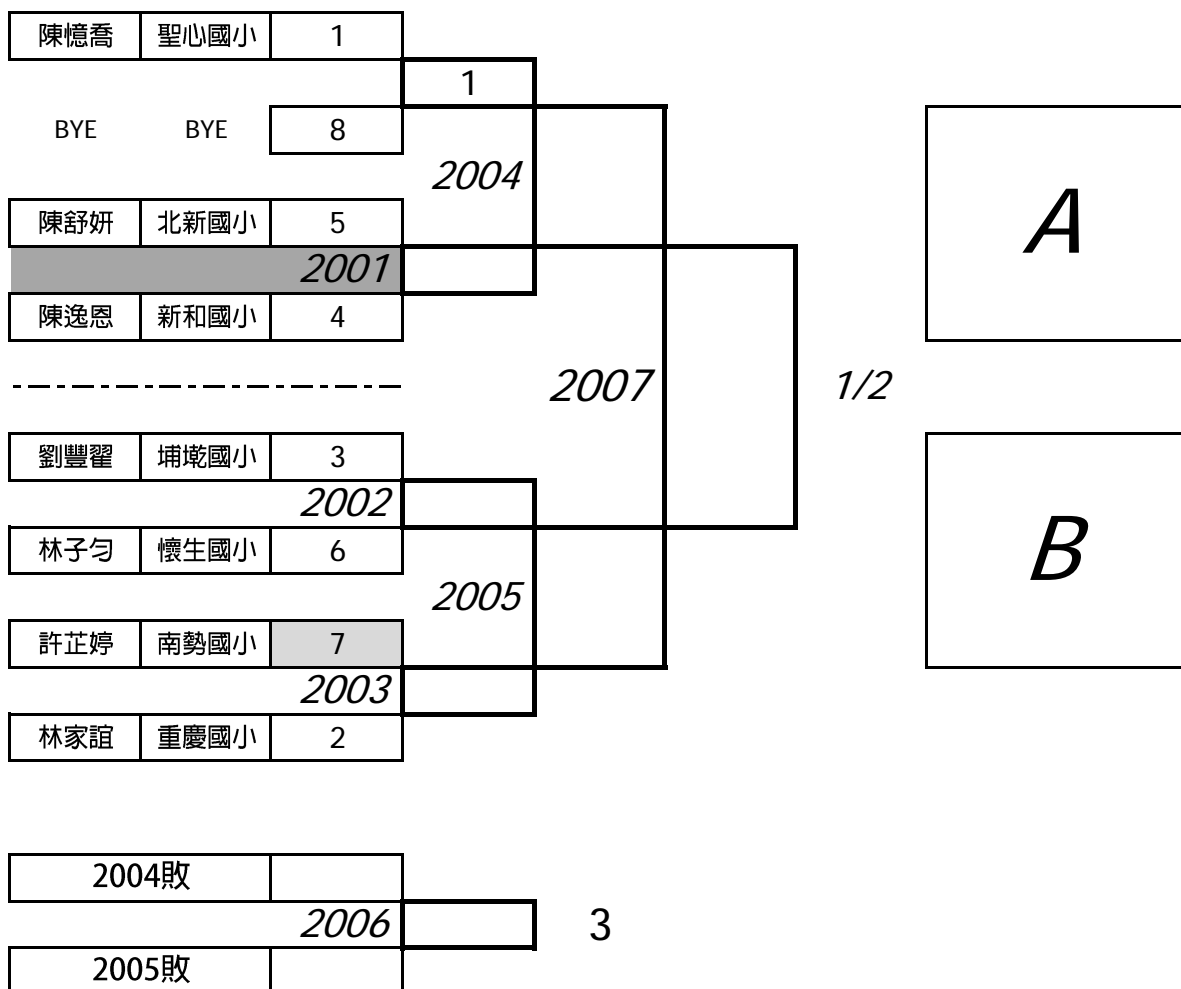 陳憶喬 聖心國小 1
1
BYE BYE 8
2004
A
陳舒妍 北新國小 5
2001
陳逸恩 新和國小 4
2007 1/2
劉豐翟 埔墘國小 3
2002
林子勻 懷生國小 6
B
2005
許芷婷 南勢國小 7
2003
林家誼 重慶國小 2
2004敗
2006 3
2005敗